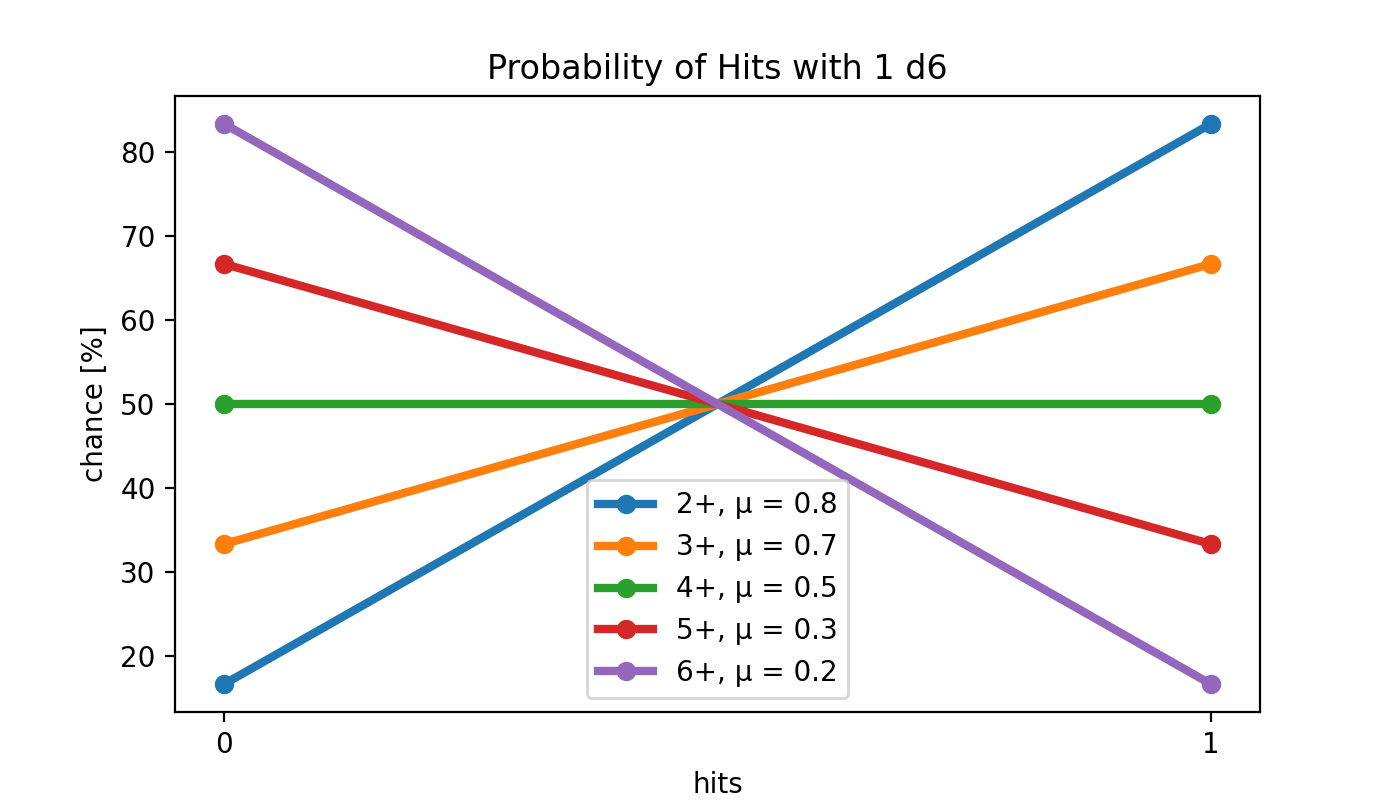 Probability of Hits with 1 d6
chance [%]
80
70
60
50
40
30
20
2+, μ = 0.8
3+, μ = 0.7
4+, μ = 0.5
5+, μ = 0.3
6+, μ = 0.2
0 1
hits